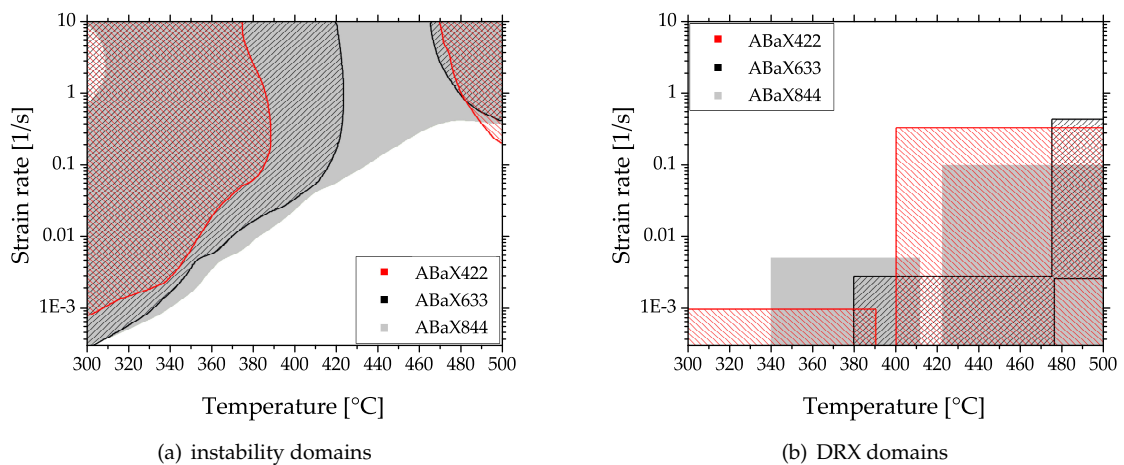 10
1
0.1
0.01
1E-3
Strain rate [1/s]
ABaX422
ABaX633
ABaX844
300 320 340 360 380 400 420 440 460 480 500
Temperature [°C]
(a) instability domains
10
1
0.1
0.01
1E-3
Strain rate [1/s]
ABaX422
ABaX633
ABaX844
300 320 340 360 380 400 420 440 460 480 500
Temperature [°C]
(b) DRX domains